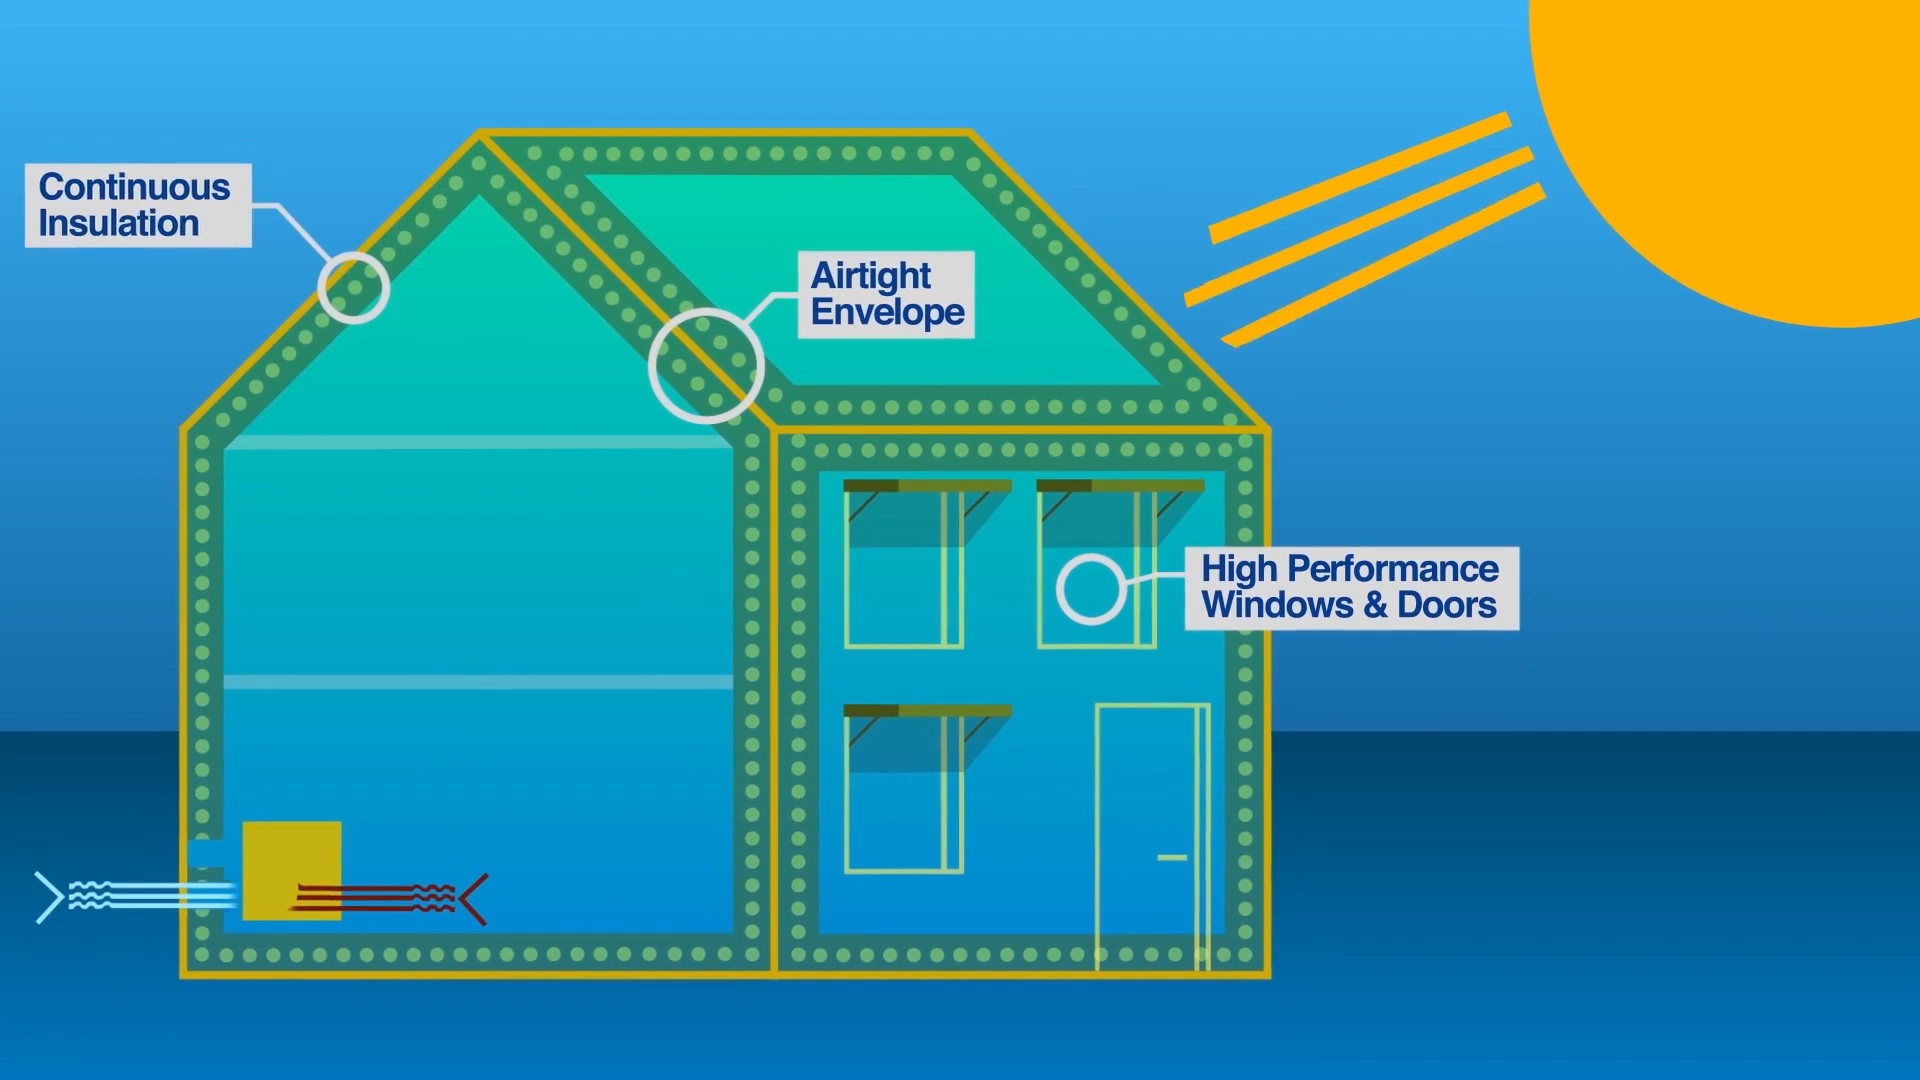 Continuous
Insulation
Airtight
Envelope
High Performance
Windows & Doors